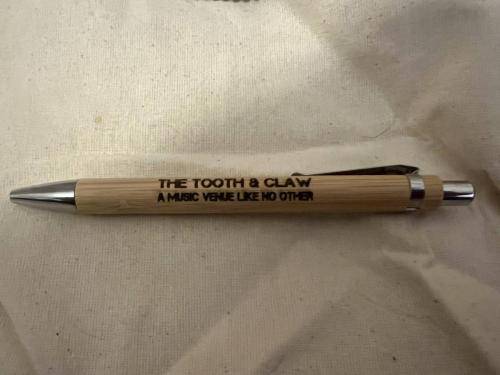 THE TOOTH & CLAW
A MUSIC VENUE LIKE NO OTHER